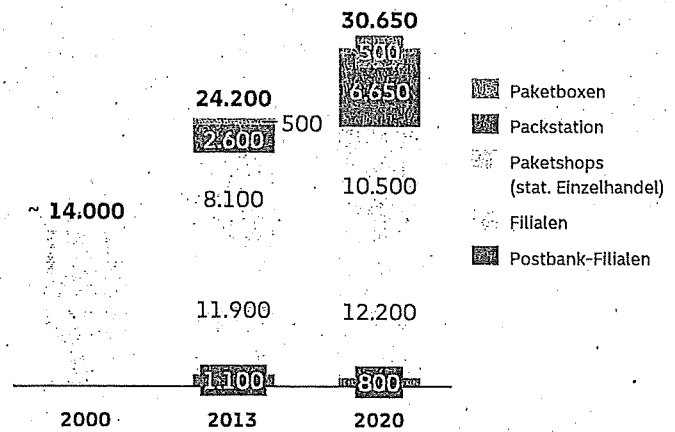 30.650
500
6.650
24.200
500
2.600
10.500
8.100
~ 14.000
11.900
12.200
1.100
800
2000
2013
2020
Paketboxen
Packstation
Paketshops
(stat. Einzelhandel)
Filialen
Postbank-Filialen